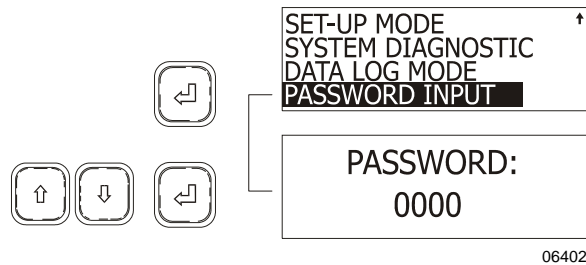 SET-UP MODE
SYSTEM DIAGNOSTIC
DATA LOG MODE
PASSWORD INPUT
PASSWORD:
0000
06402